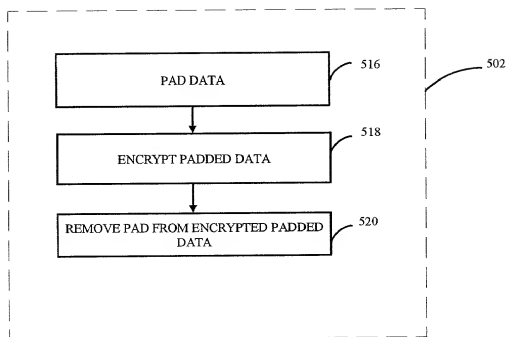 516
PAD DATA
502
518
ENCRYPT PADDED DATA
520
REMOVE PAD FROM ENCRYPTED PADDED
DATA